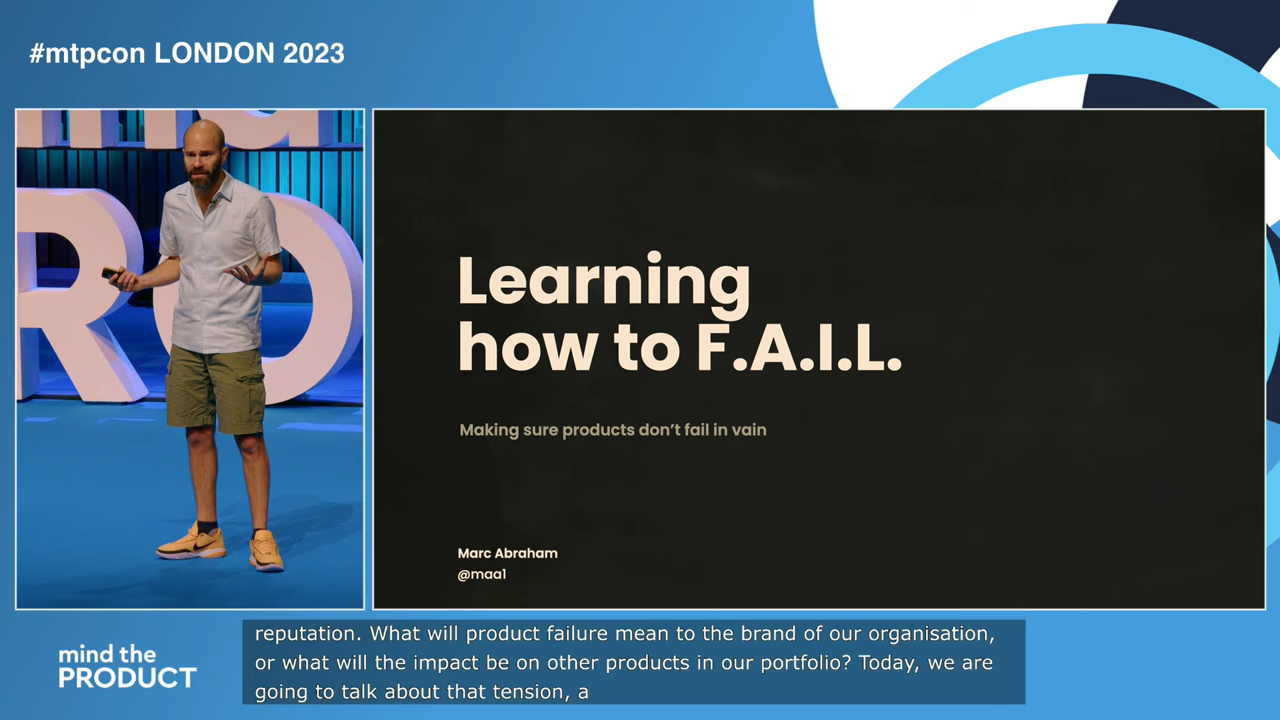 #mtpcon LONDON 2023
RO
Learning
how to F.A.I.L.
Making sure products don't fail in vain
Marc Abraham
@maa1
mind the
PRODUCT
reputation. What will product failure mean to the brand of our organisation,
or what will the impact be on other products in our portfolio? Today, we are
going to talk about that tension, a